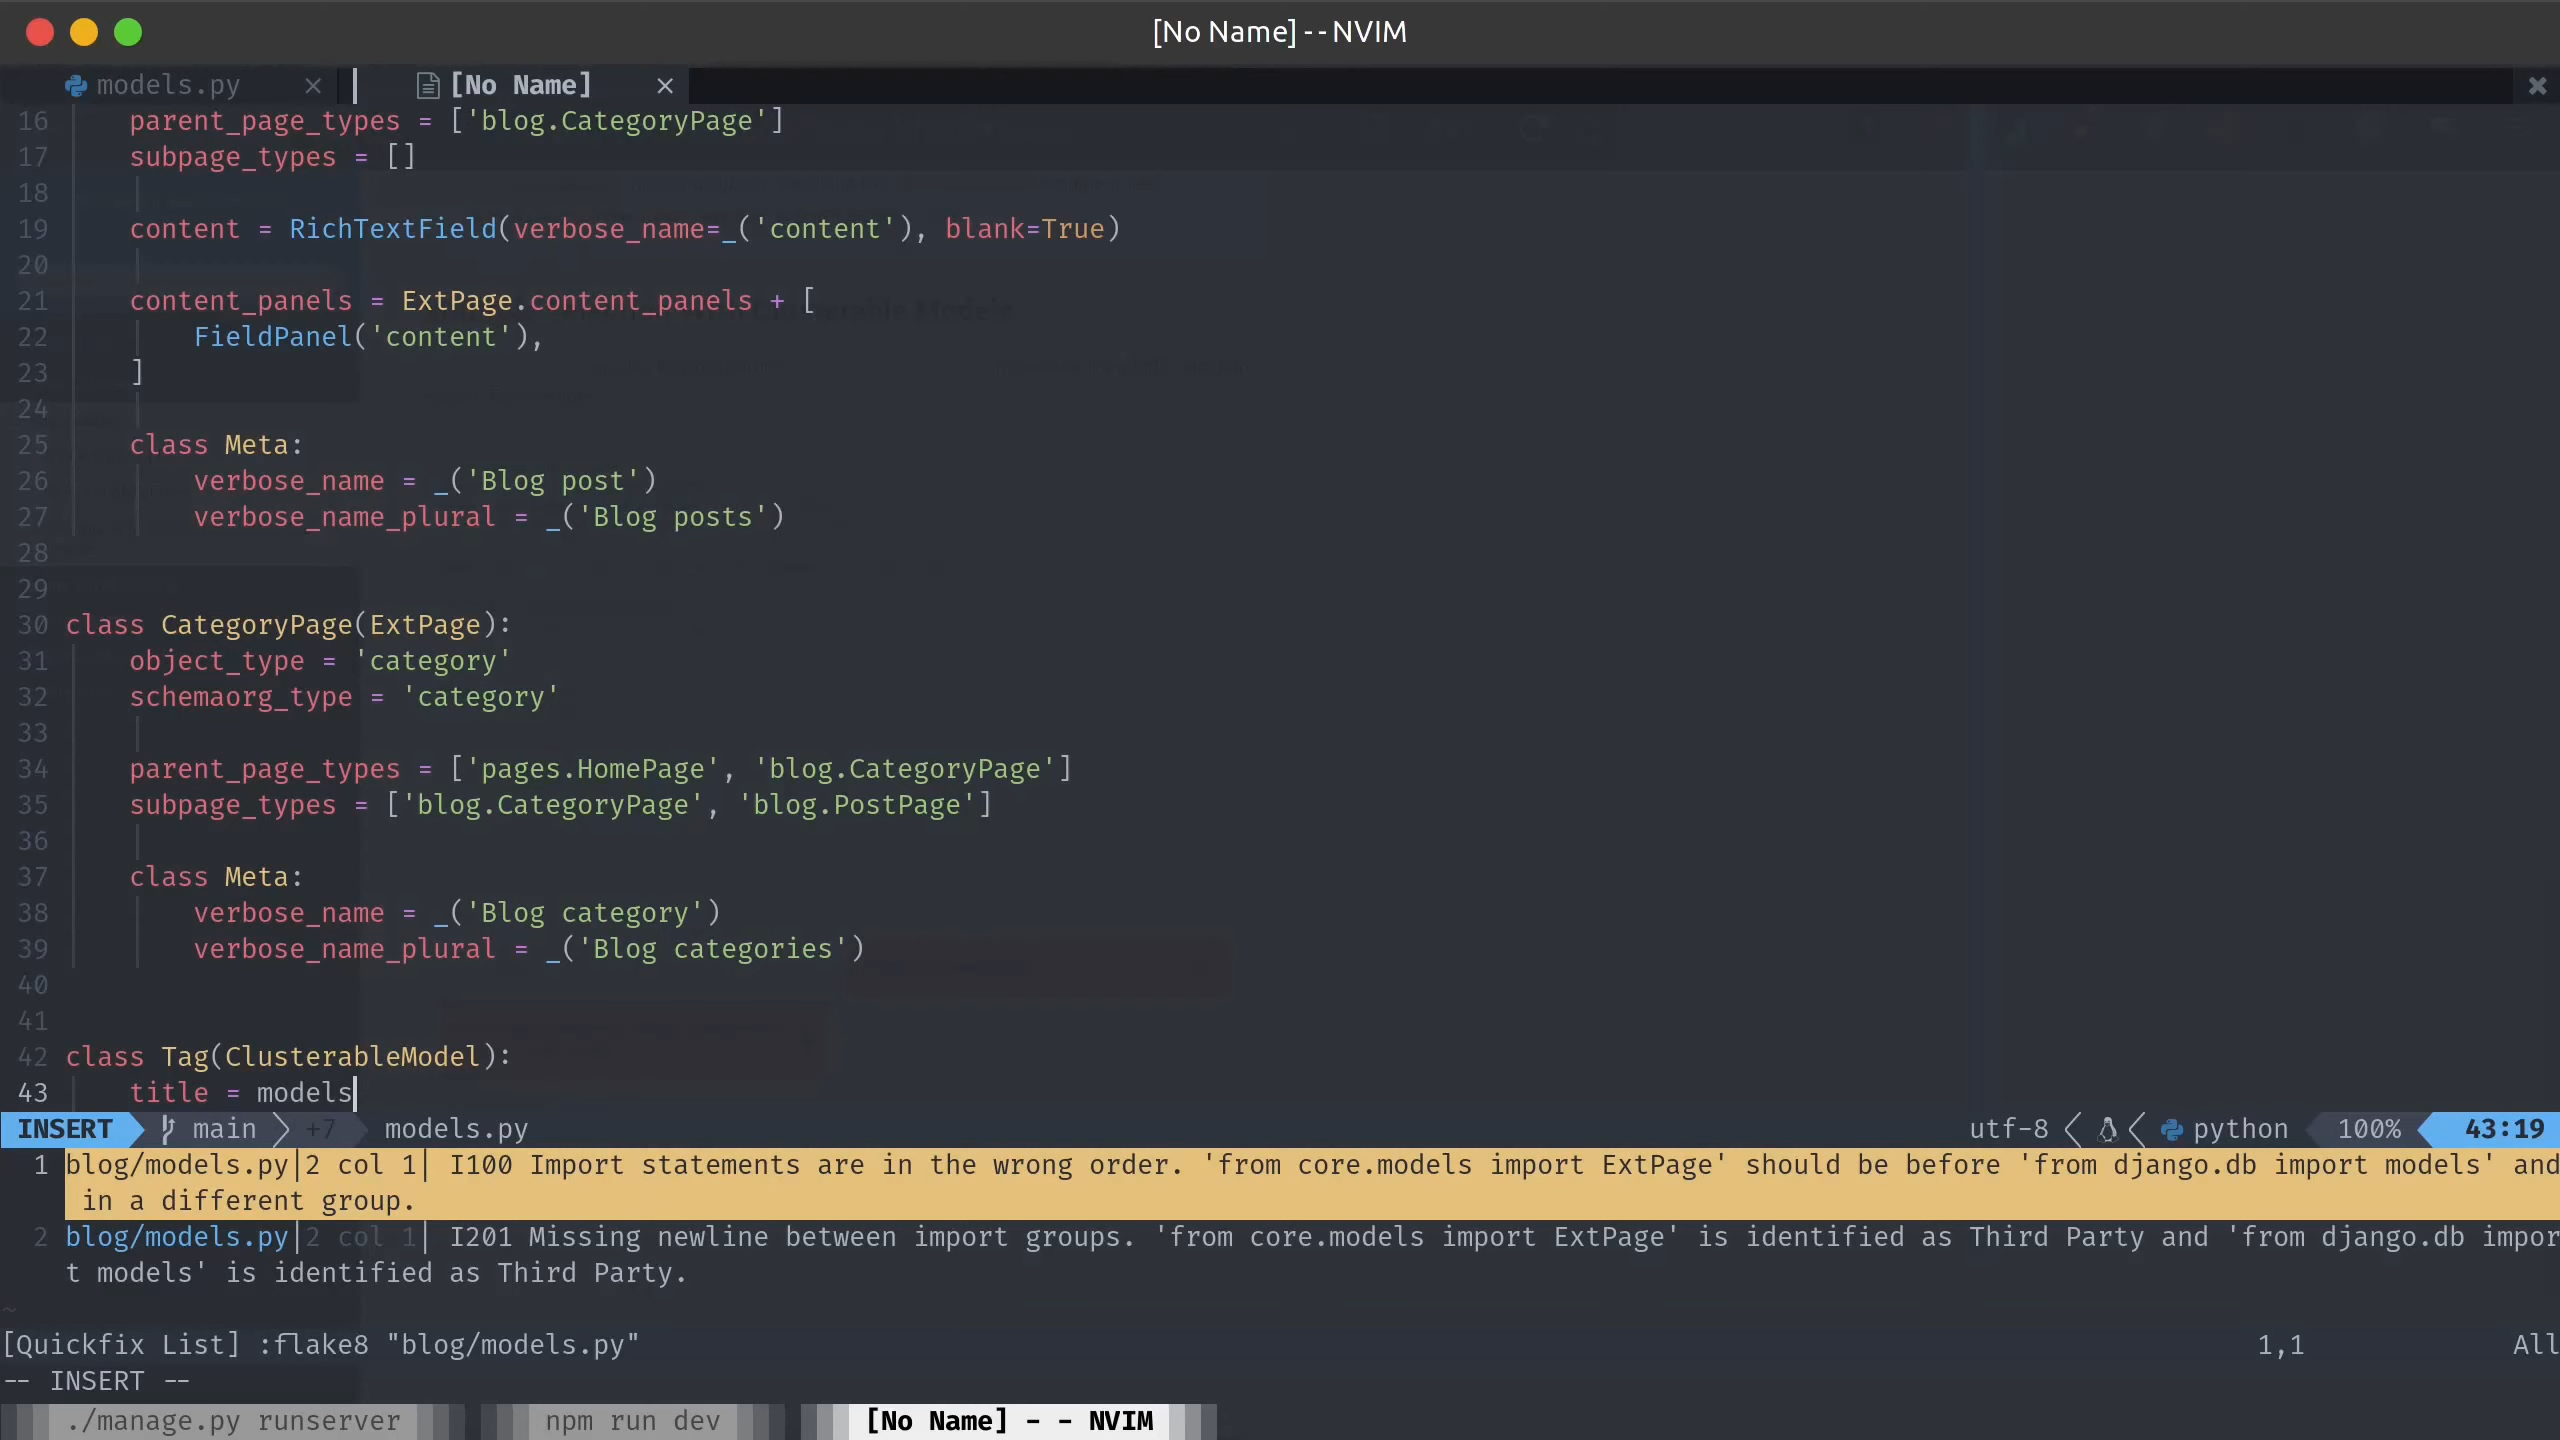 [No Name] -- NVIM
models.py
[No Name]
16 parent_page_types = ['blog.CategoryPage']
17 subpage_types = []
18
19 content = RichTextField(verbose_name=_('content'), blank=True)
20
21 content_panels = ExtPage.content_panels + [
22 FieldPanel('content'),
23 ]
24
25 class Meta:
26 verbose_name = _('Blog post')
27 verbose_name_plural = _('Blog posts')
28
29
30 class CategoryPage(ExtPage):
31 object_type = 'category'
32 schemaorg_type = 'category'
33
34 parent_page_types = ['pages.HomePage', 'blog.CategoryPage']
35 subpage_types = ['blog.CategoryPage', 'blog.PostPage']
36
37 class Meta:
38 verbose_name = _('Blog category')
39 verbose_name_plural = _('Blog categories')
40
41
42 class Tag(ClusterableModel):
43 title = models
INSERT main +7 models.py utf-8 python 100% 43:19
1 blog/models.py|2 col 1| I100 Import statements are in the wrong order. 'from core.models import ExtPage' should be before 'from django.db import models' and
in a different group.
2 blog/models.py|2 col 1| I201 Missing newline between import groups. 'from core.models import ExtPage' is identified as Third Party and 'from django.db impor
t models' is identified as Third Party.
~
[Quickfix List] :flake8 "blog/models.py" 1,1 All
-- INSERT --
./manage.py runserver npm run dev [No Name] - - NVIM